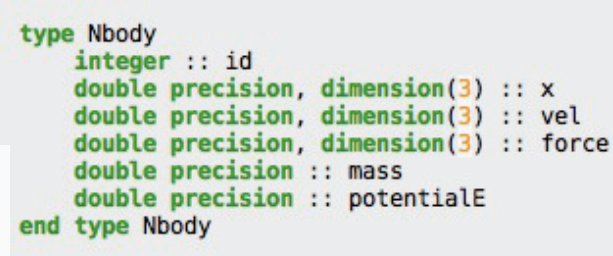 type Nbody
    integer :: id
    double precision, dimension(3) :: x
    double precision, dimension(3) :: vel
    double precision, dimension(3) :: force
    double precision :: mass
    double precision :: potentialE
end type Nbody